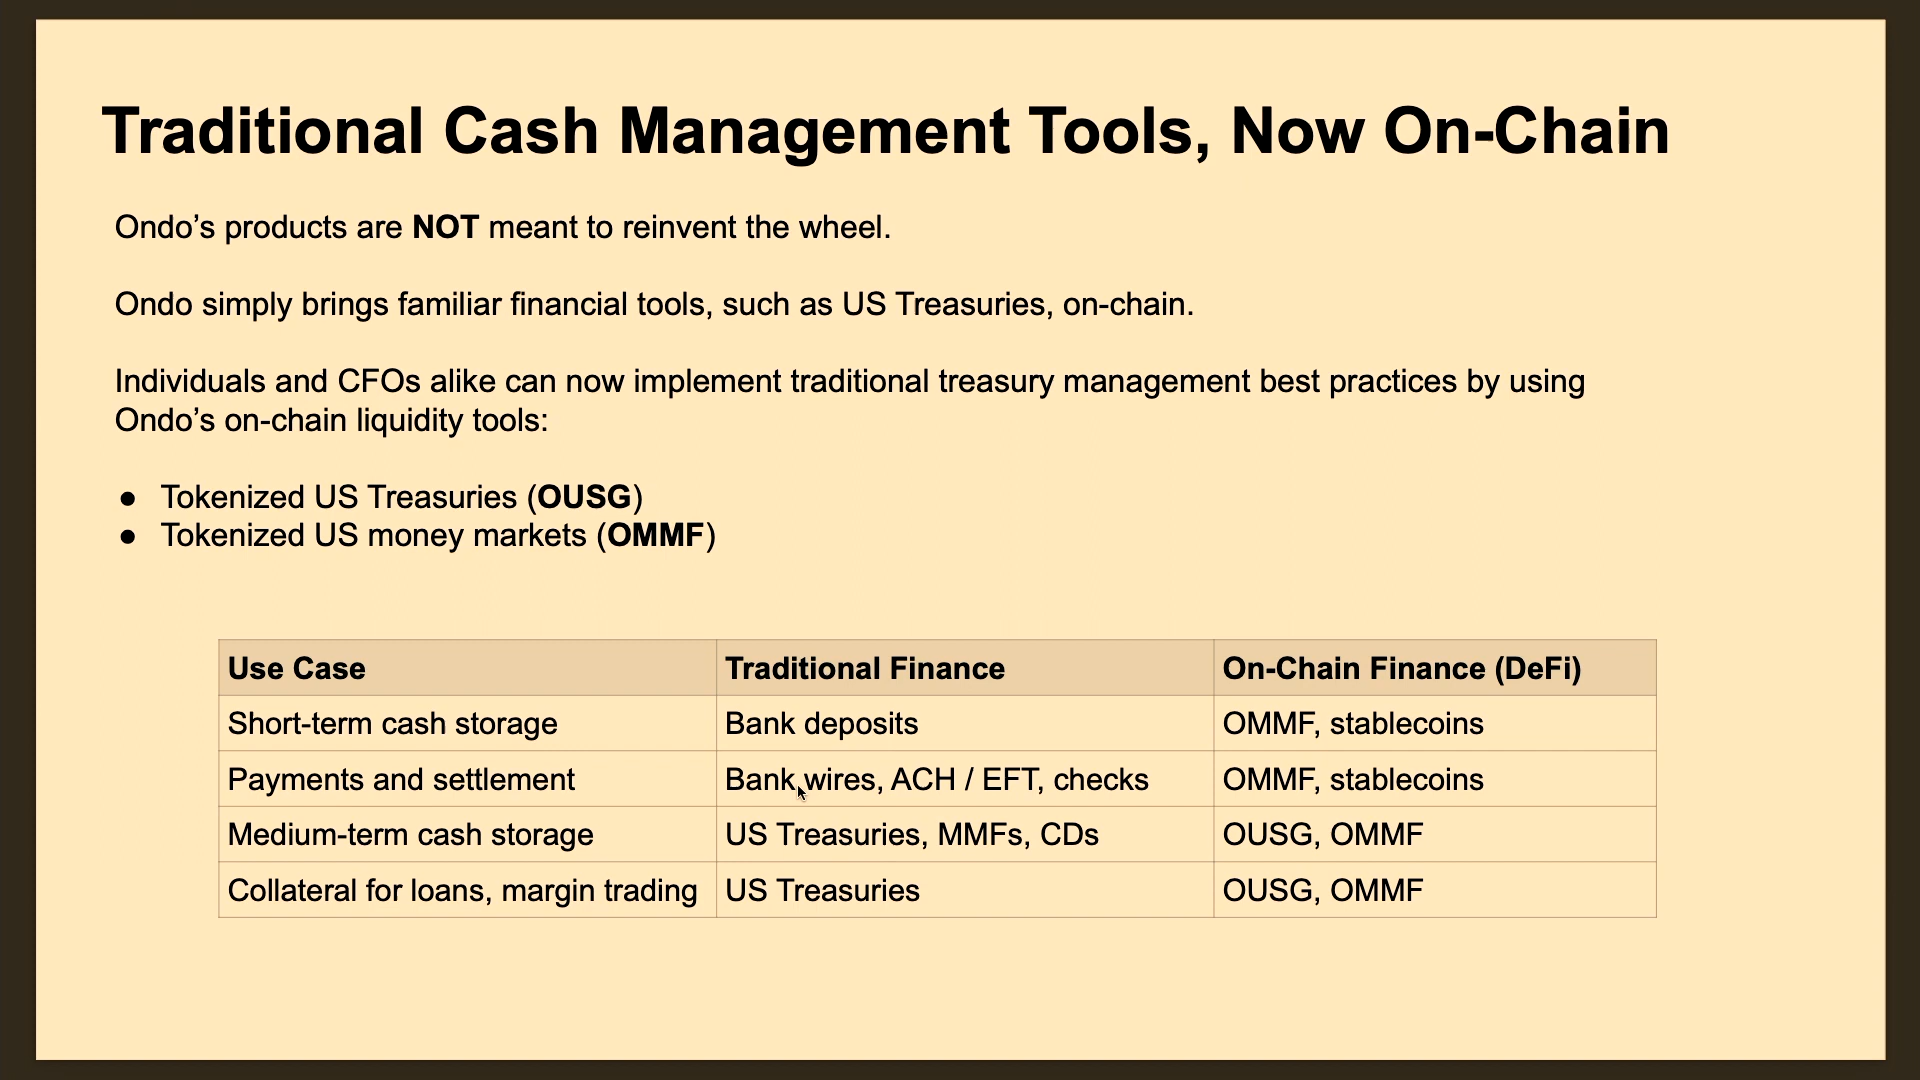 Traditional Cash Management Tools, Now On-Chain
Ondo’s products are NOT meant to reinvent the wheel.
Ondo simply brings familiar financial tools, such as US Treasuries, on-chain.
Individuals and CFOs alike can now implement traditional treasury management best practices by using
Ondo’s on-chain liquidity tools:
● Tokenized US Treasuries (OUSG)
● Tokenized US money markets (OMMF)
Use Case Traditional Finance On-Chain Finance (DeFi)
Short-term cash storage Bank deposits OMMF, stablecoins
Payments and settlement Bank wires, ACH / EFT, checks OMMF, stablecoins
Medium-term cash storage US Treasuries, MMFs, CDs OUSG, OMMF
Collateral for loans, margin trading US Treasuries OUSG, OMMF